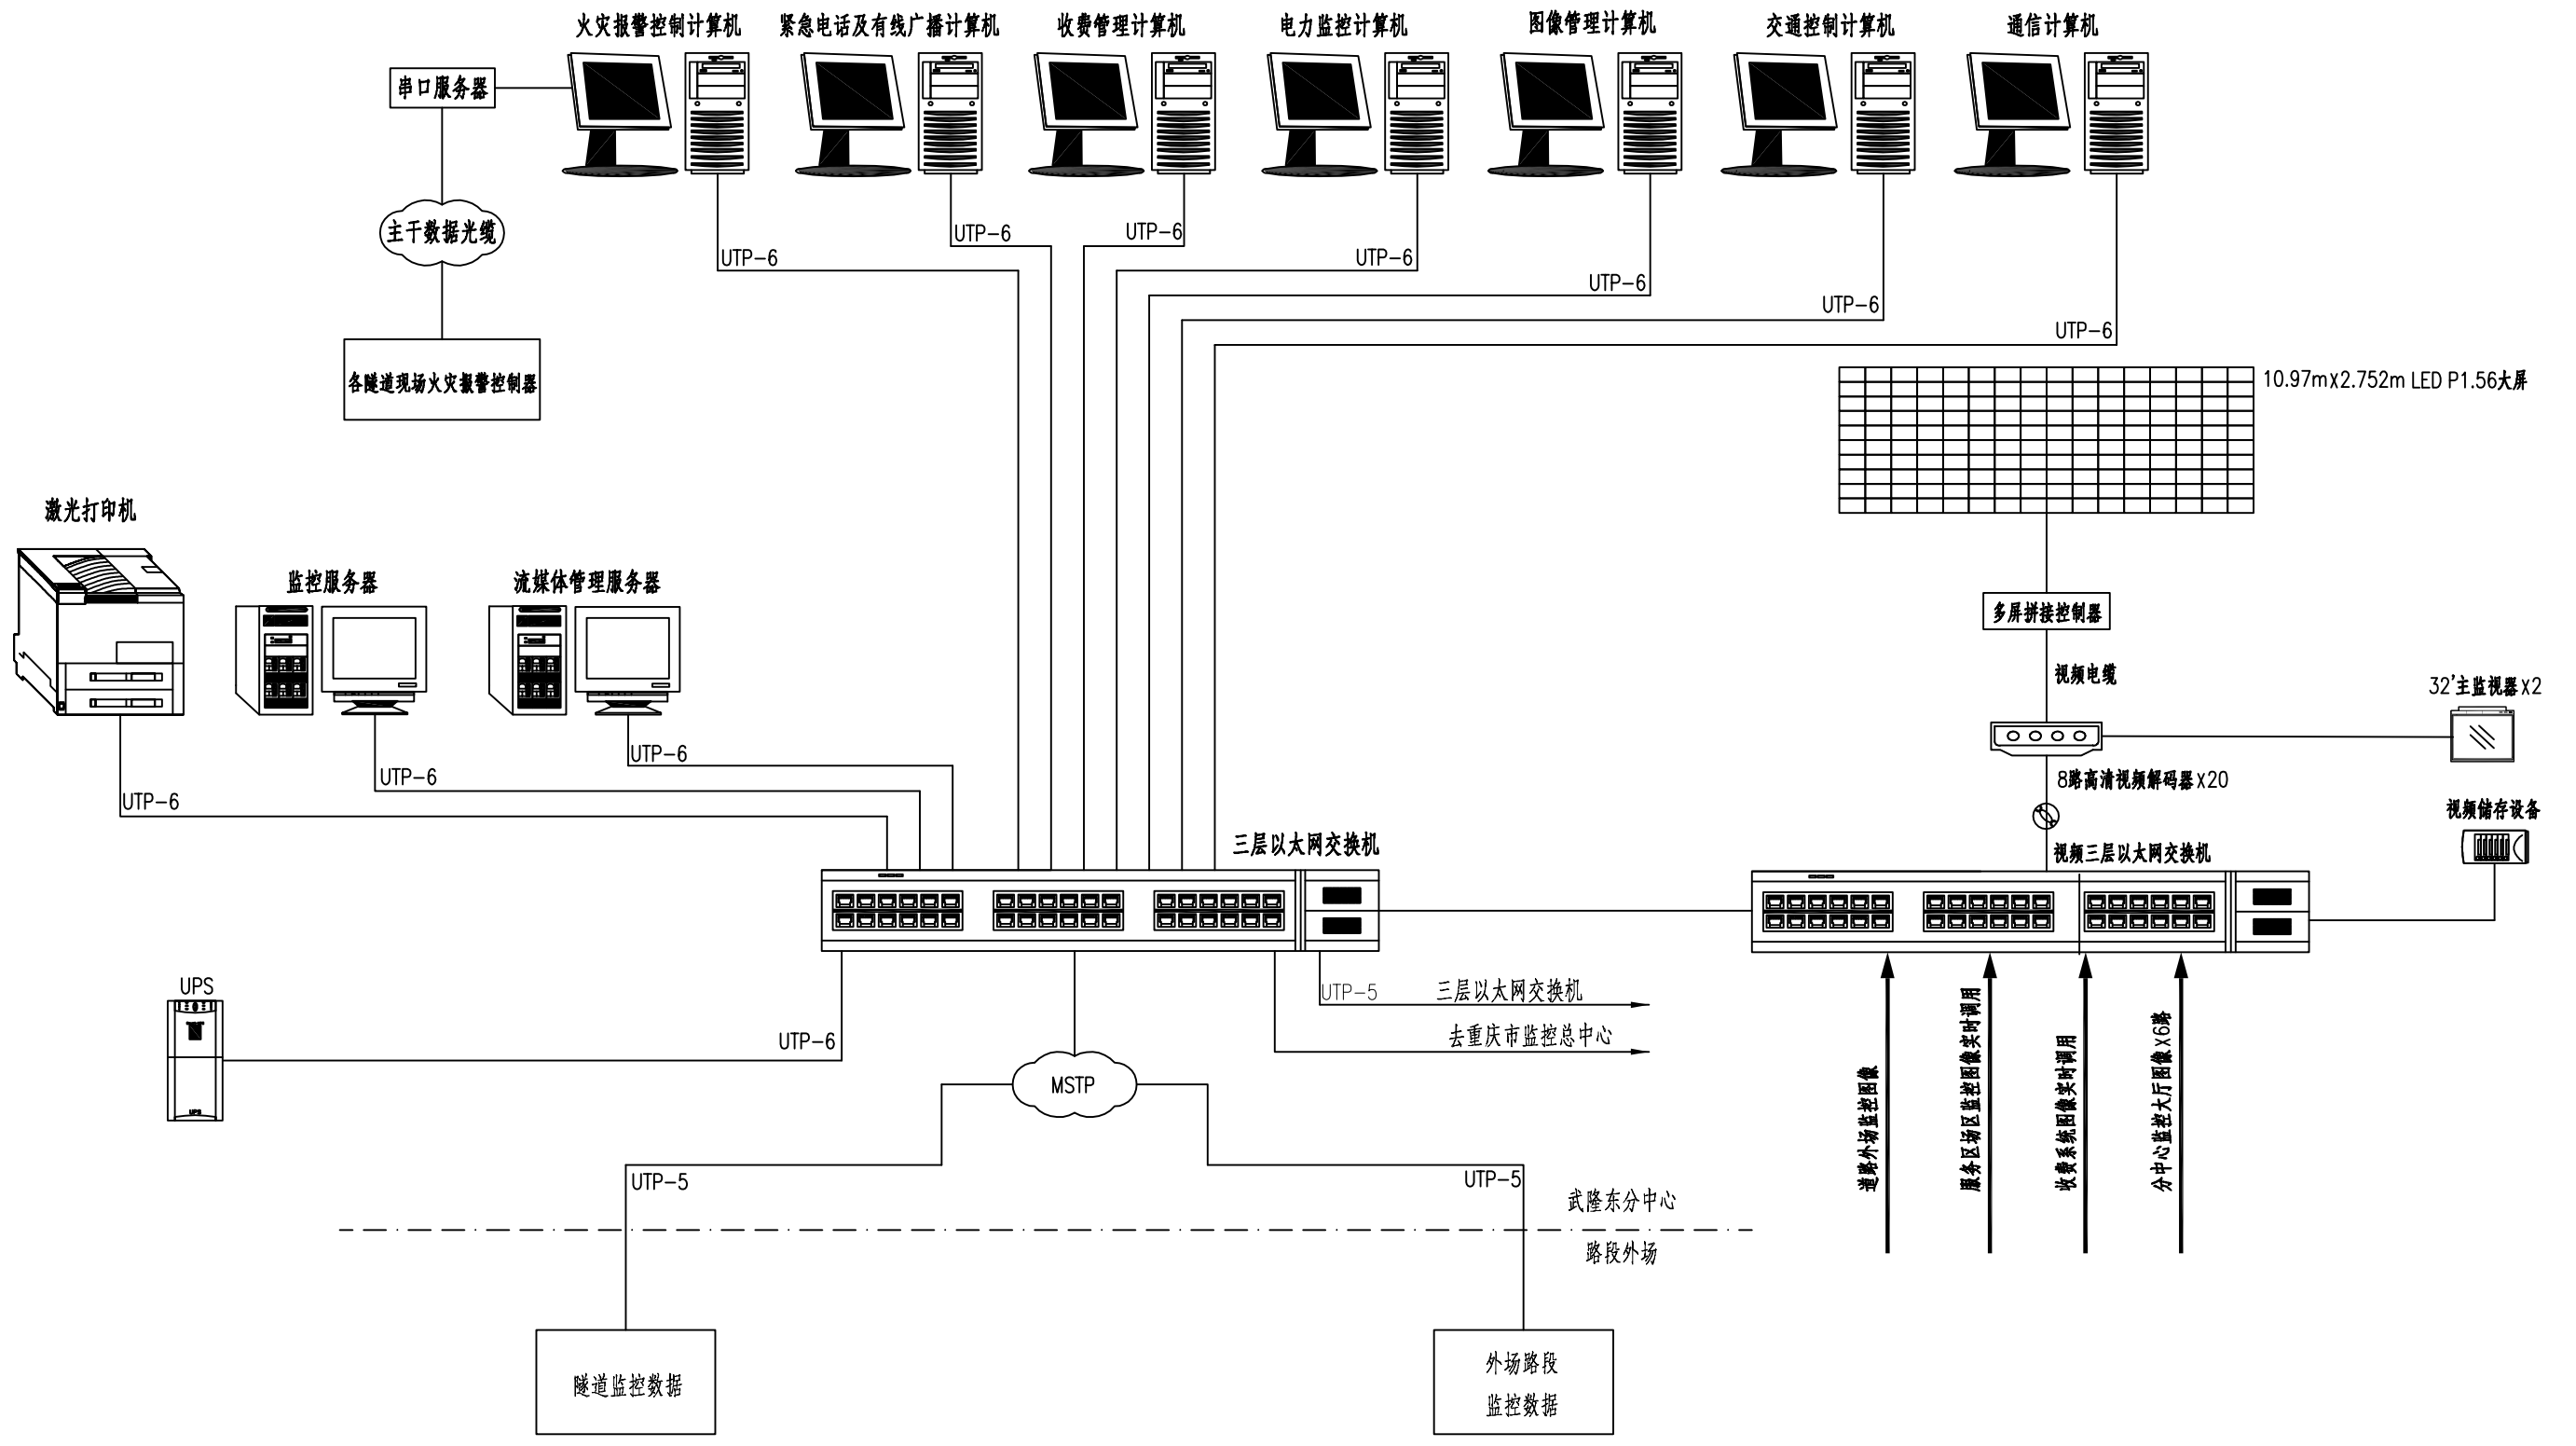 火灾报警控制计算机
紧急电话及有线广播计算机
收费管理计算机
电力监控计算机
图像管理计算机
交通控制计算机
通信计算机
串口服务器
主干数据光缆
UTP-6
UTP-6
UTP-6
UTP-6
UTP-6
UTP-6
UTP-6
各隧道现场火灾报警控制器
10.97mx2.752m LED P1.56大屏
激光打印机
监控服务器
流媒体管理服务器
多屏拼接控制器
视频电缆
32'主监视器x2
UTP-6
UTP-6
UTP-6
8路高清视频解码器x20
视频储存设备
三层以太网交换机
视频三层以太网交换机
UPS
UPS
UTP-6
UTP-5
三层以太网交换机
去重庆市监控总中心
MSTP
UTP-5
UTP-5
道路外场监控图像
服务区场区监控图像实时调用
收费系统图像实时调用
分中心监控大厅图像x6路
武隆东分中心
路段外场
隧道监控数据
外场路段
监控数据